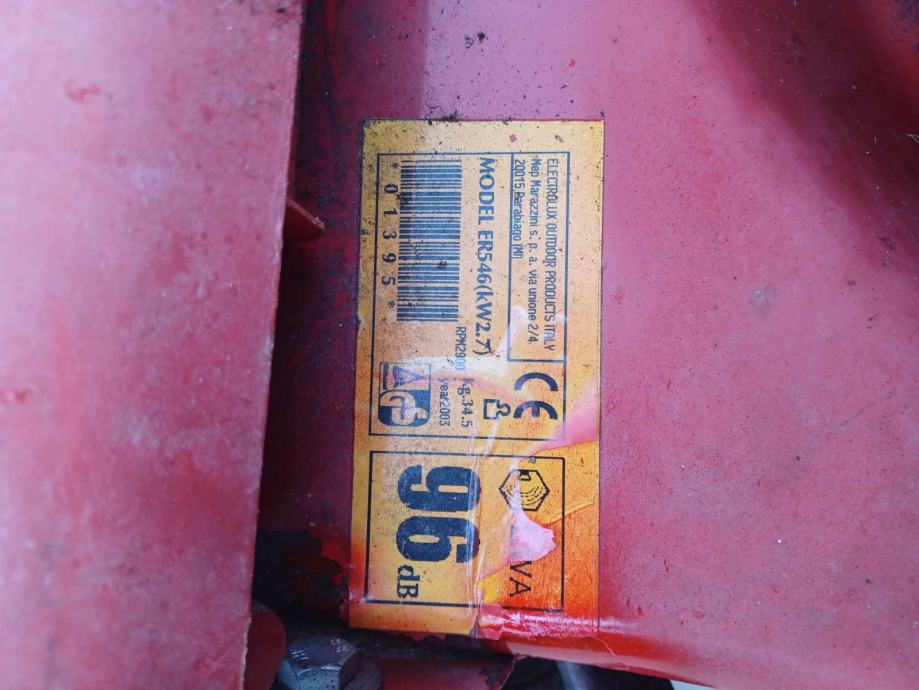 ELECTROLUX OUTDOOR PRODUCTS ITALY
Mep Marazzini s. p. a. via unione 2/4
20015 Parabiago (MI)
MODEL ER546(kW2.7)
RPM2900 Kg.34.5
year2003
*01395*
CE
96
dB